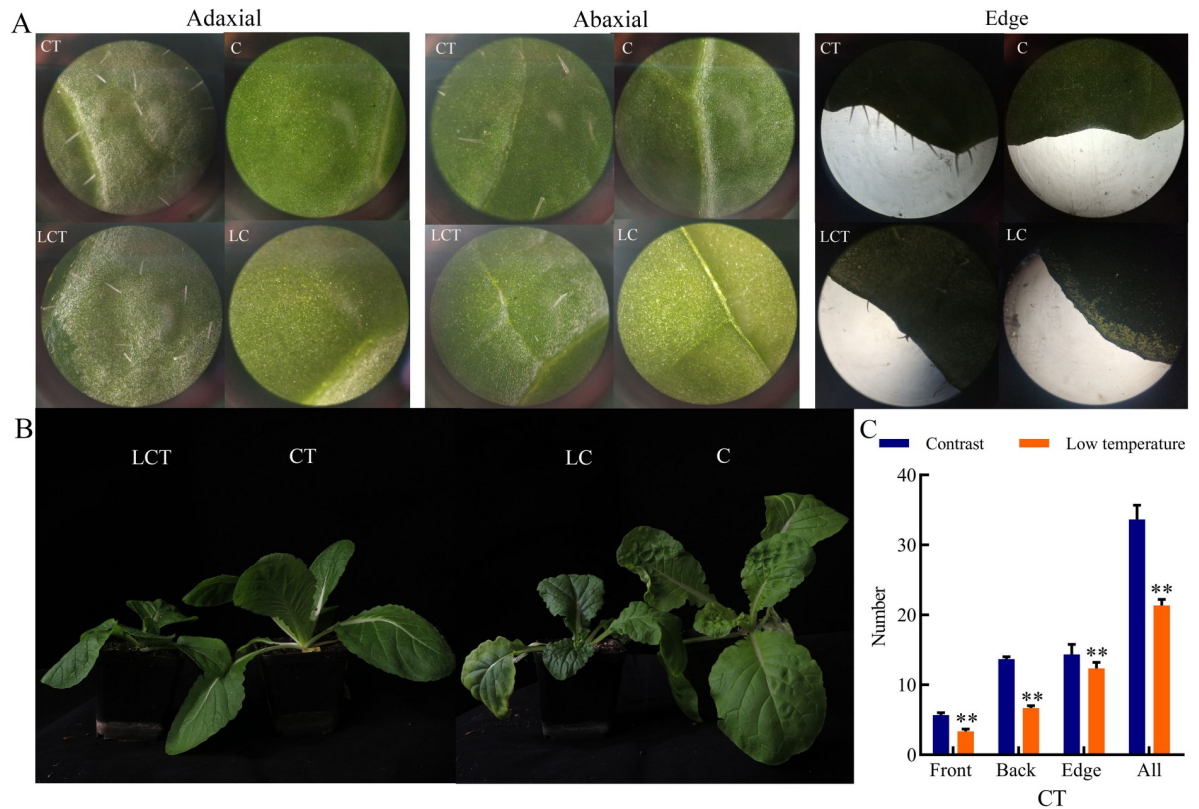 A
Adaxial
Abaxial
Edge
CT
C
CT
C
CT
C
LCT
LC
LCT
LC
LCT
LC
B
LCT
CT
LC
C
C
Contrast
Low temperature
Number
40
30
20
10
0
**
**
**
**
Front
Back
Edge
All
CT